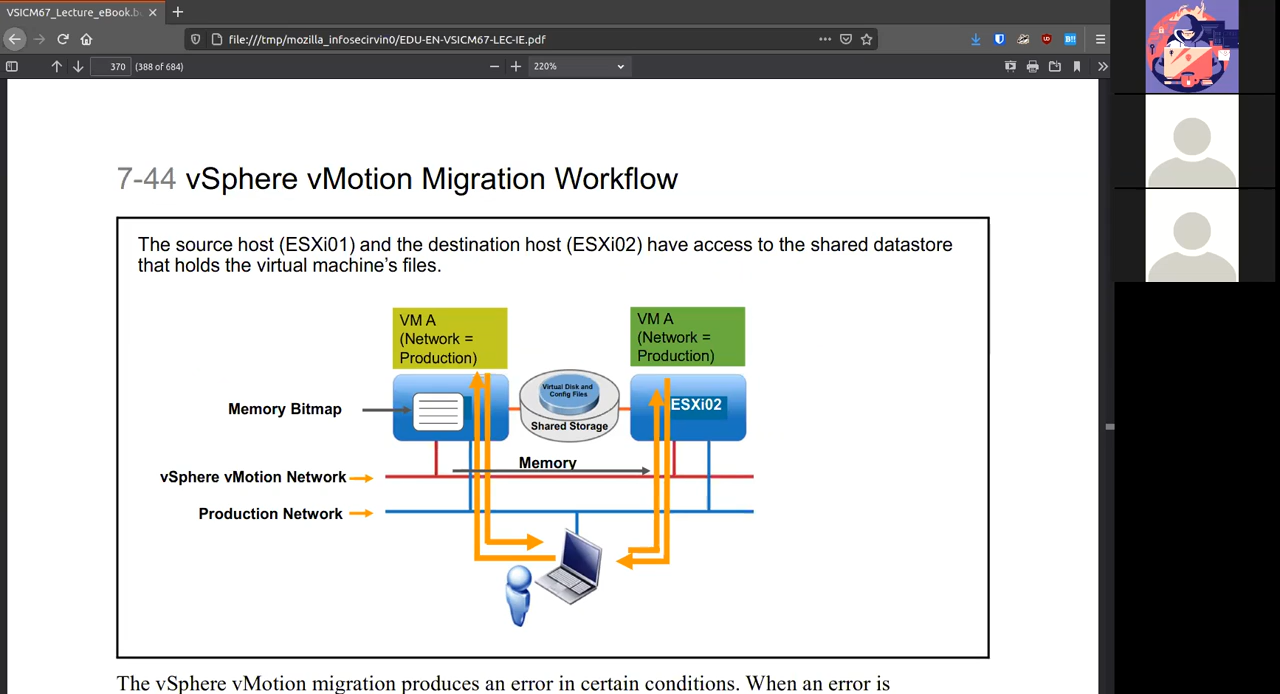 VSICM67_Lecture_eBook.b
file:///tmp/mozilla_infosecirvin0/EDU-EN-VSICM67-LEC-IE.pdf
370 (388 of 684)
220%
7-44 vSphere vMotion Migration Workflow
The source host (ESXi01) and the destination host (ESXi02) have access to the shared datastore
that holds the virtual machine's files.
VM A
(Network =
Production)
VM A
(Network =
Production)
Virtual Disk and
Config Files
Shared Storage
ESXi02
Memory Bitmap
Memory
vSphere vMotion Network
Production Network
The vSphere vMotion migration produces an error in certain conditions. When an error is